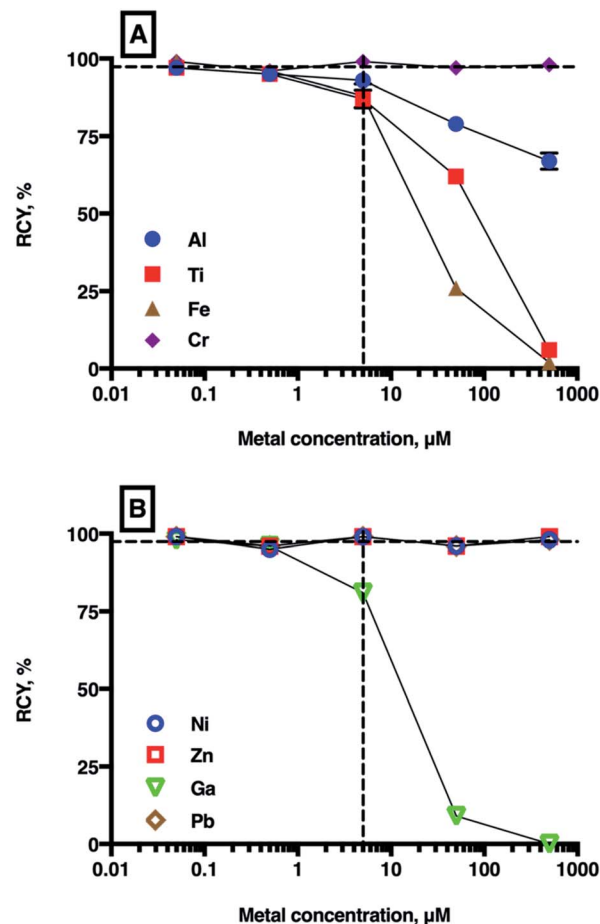 A
100
75
50
25
0
RCY, %
Al
Ti
Fe
Cr
0.01 0.1 1 10 100 1000
Metal concentration, µM
B
100
75
50
25
0
RCY, %
Ni
Zn
Ga
Pb
0.01 0.1 1 10 100 1000
Metal concentration, µM